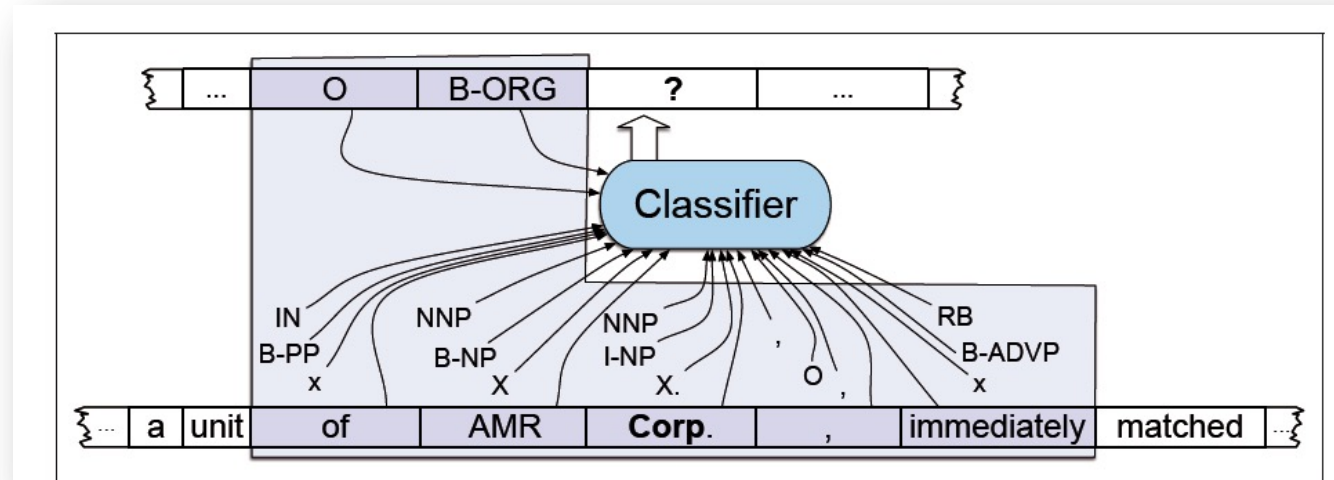 ... O B-ORG ? ...
Classifier
IN NNP NNP , RB
B-PP B-NP I-NP O B-ADVP
x X X. , x
... a unit of AMR Corp. , immediately matched ...